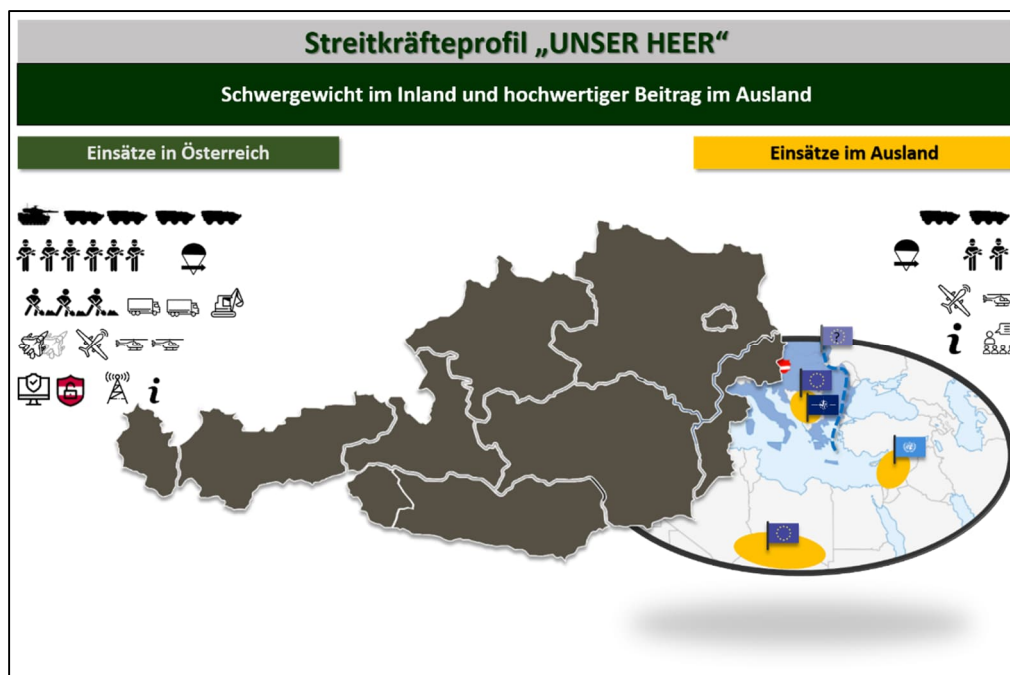 Streitkräfteprofil „UNSER HEER“
Schwergewicht im Inland und hochwertiger Beitrag im Ausland
Einsätze in Österreich
Einsätze im Ausland
i
i
?